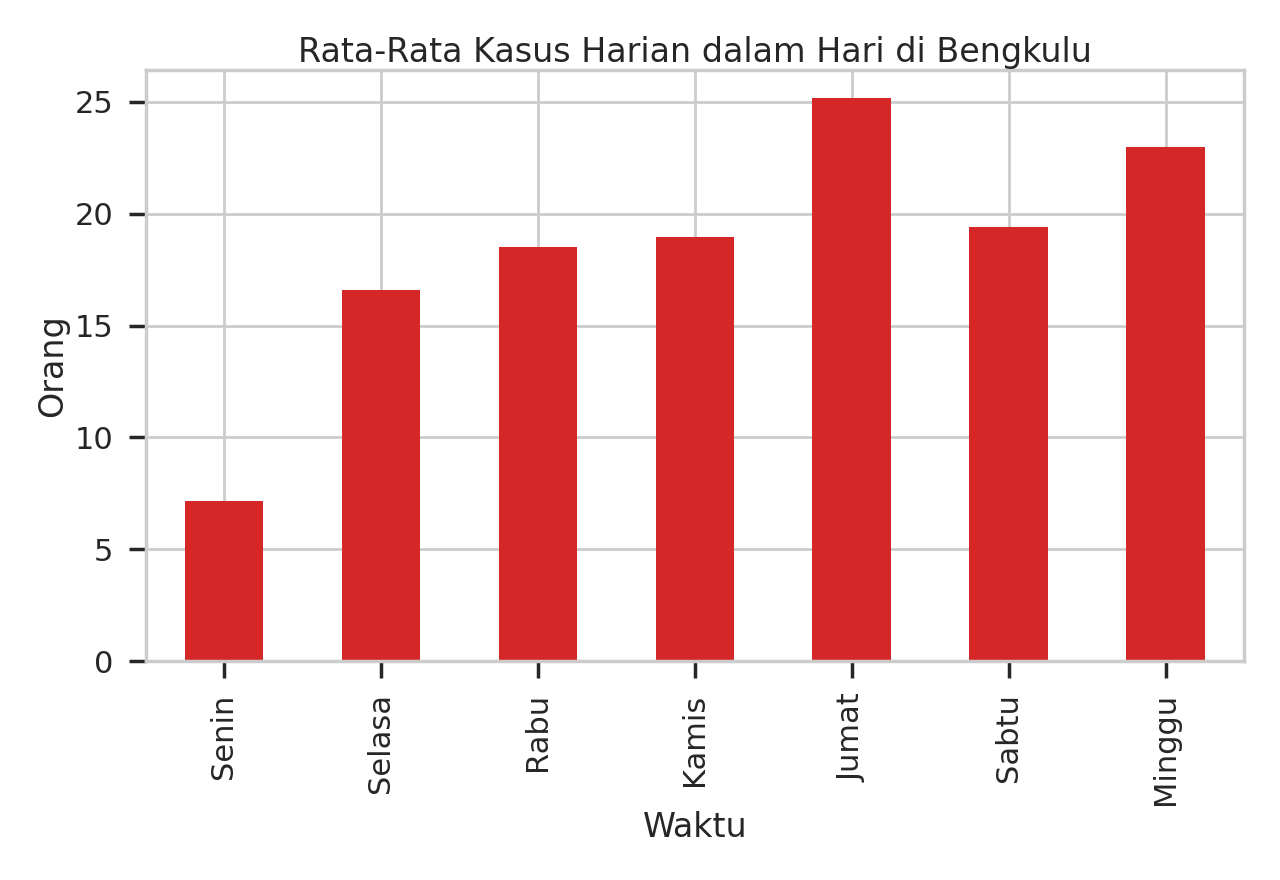 Rata-Rata Kasus Harian dalam Hari di Bengkulu
25
20
15
10
5
0
Orang
Senin
Selasa
Rabu
Kamis
Jumat
Sabtu
Minggu
Waktu